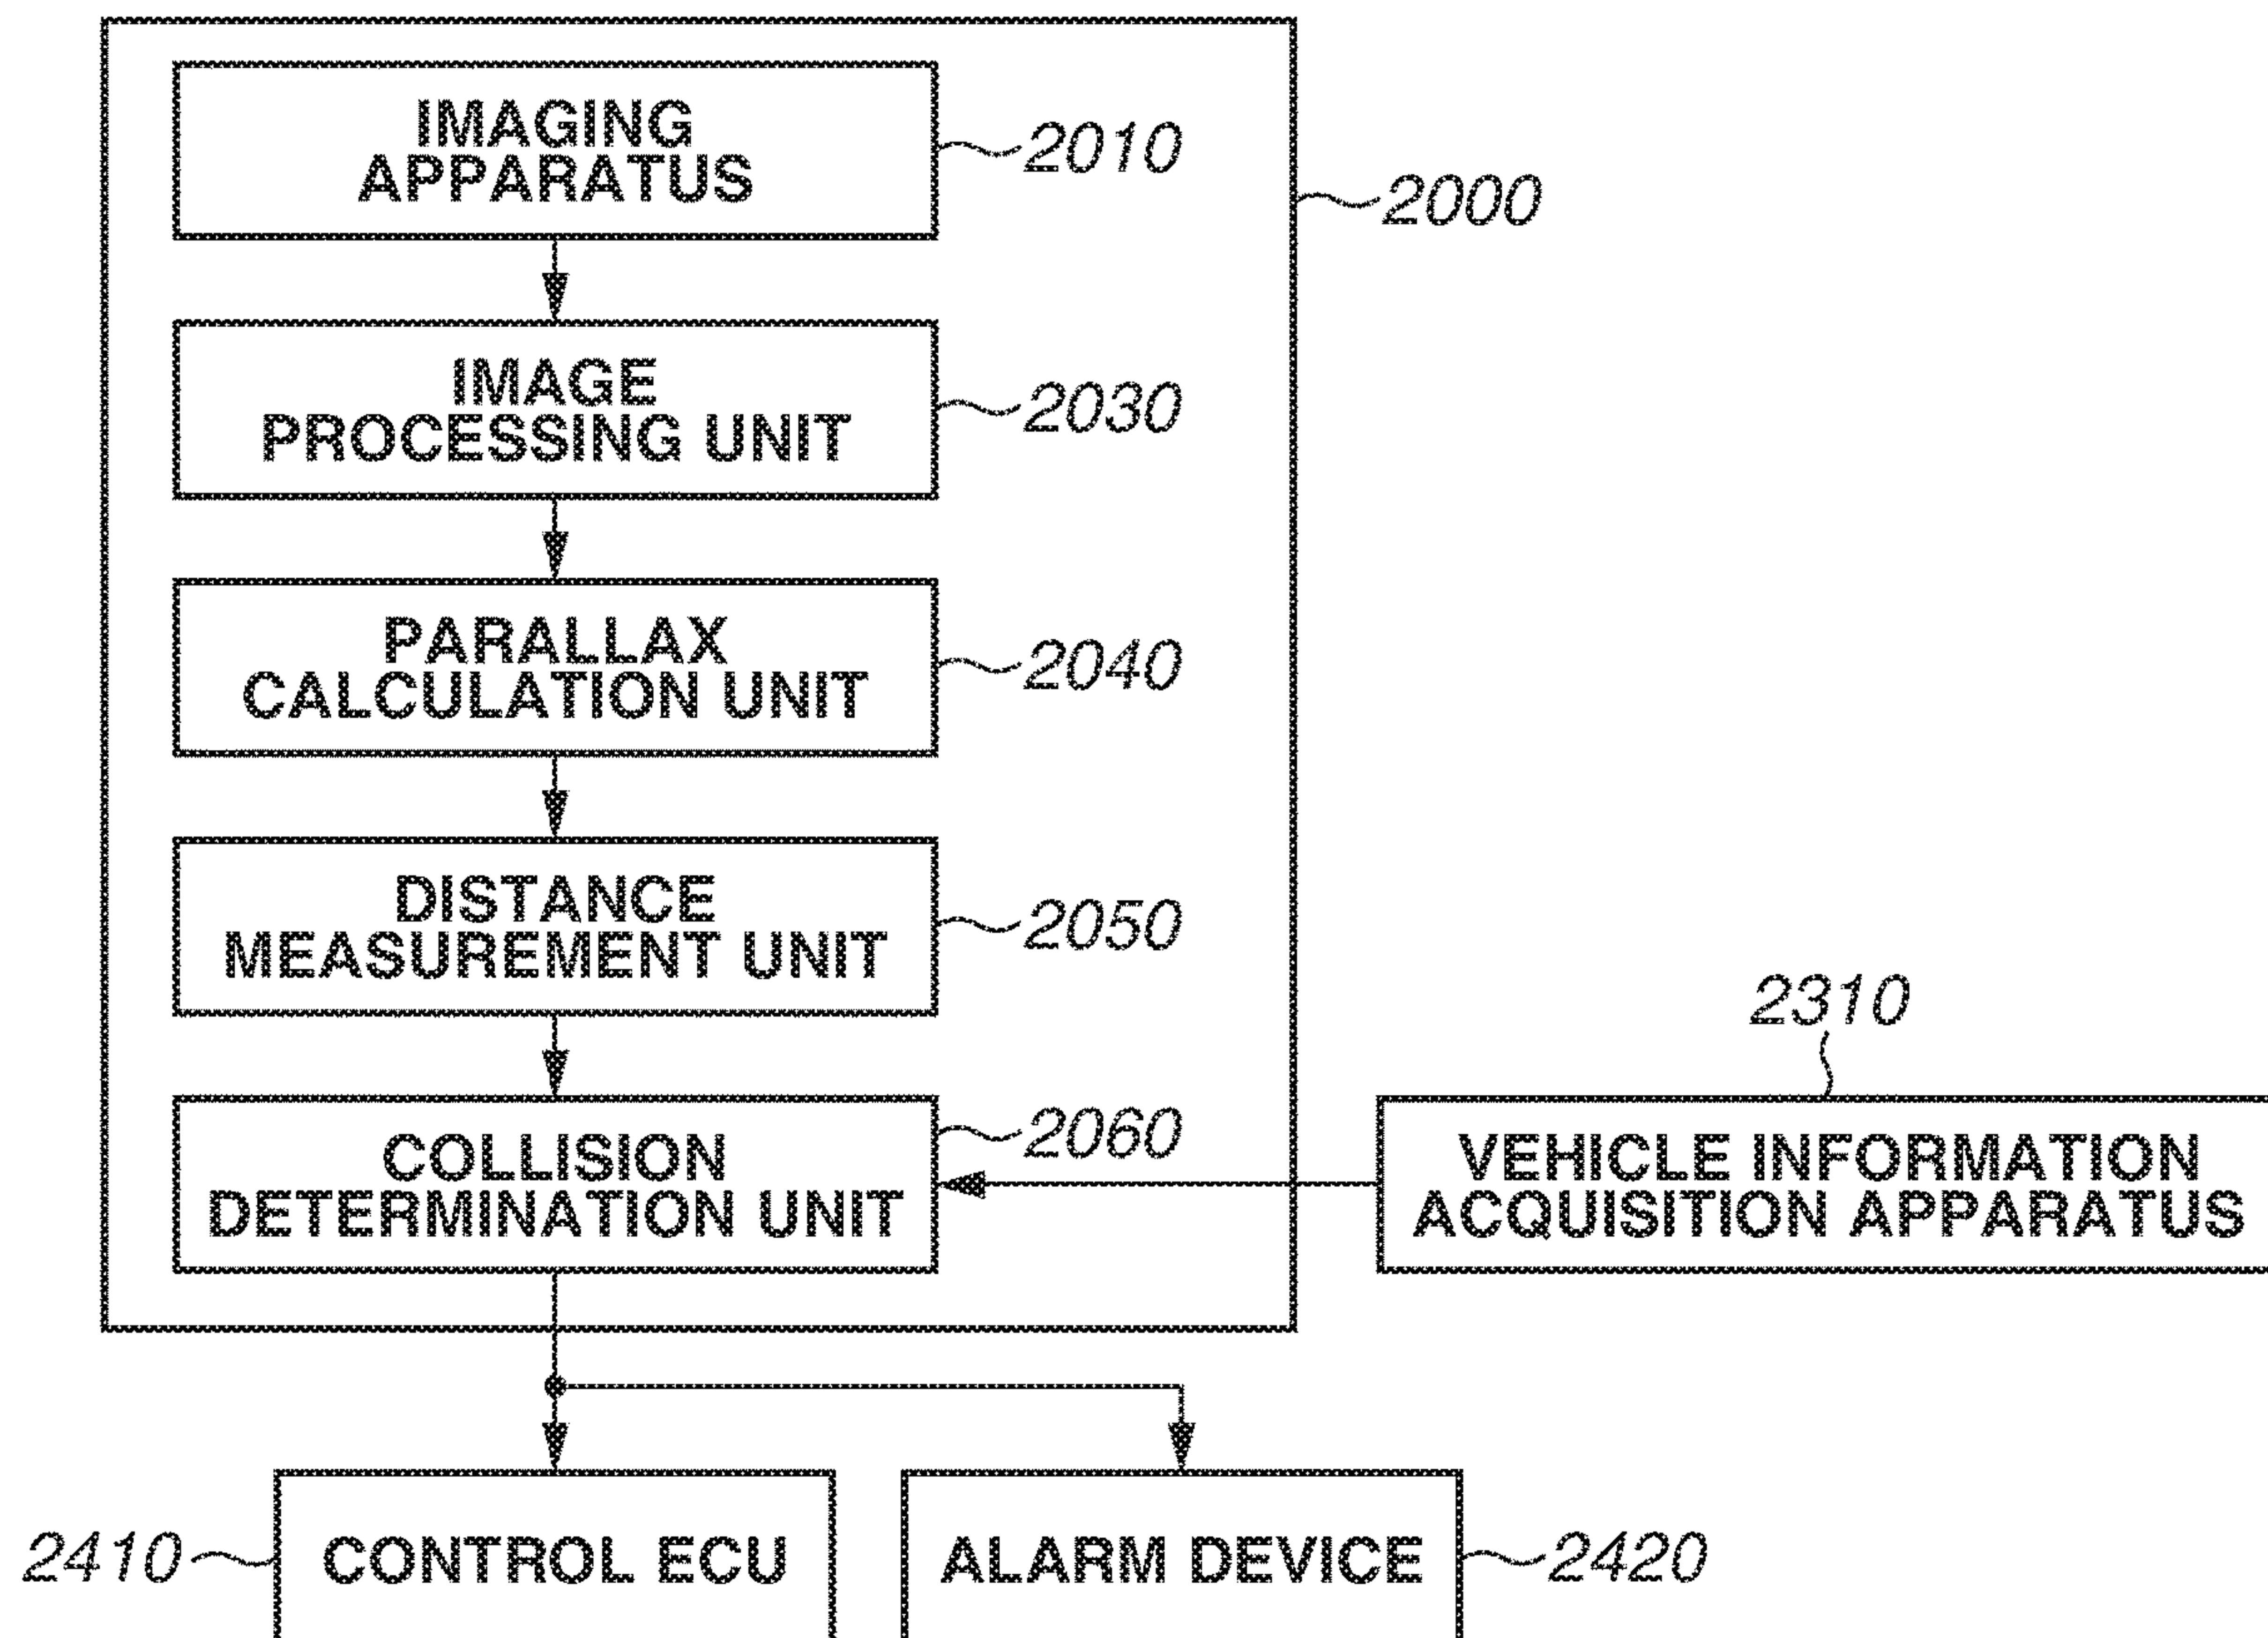 IMAGING
APPARATUS
2010
2000
IMAGE
PROCESSING UNIT
2030
PARALLAX
CALCULATION UNIT
2040
DISTANCE
MEASUREMENT UNIT
2050
COLLISION
DETERMINATION UNIT
2060
2310
VEHICLE INFORMATION
ACQUISITION APPARATUS
2410
CONTROL ECU
ALARM DEVICE
2420